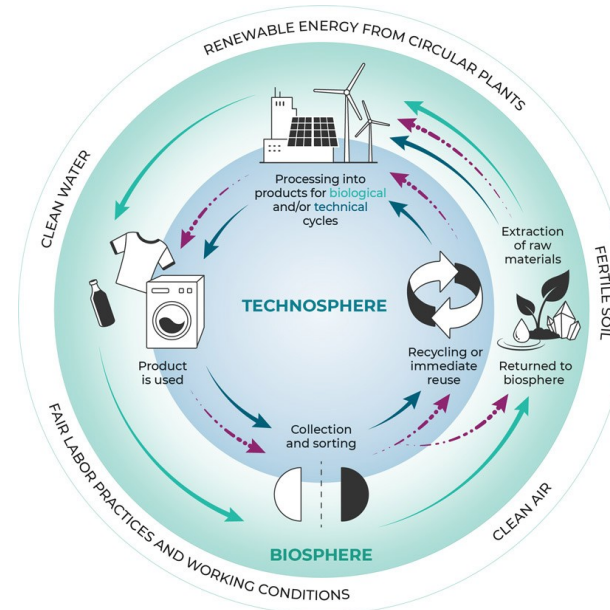 RENEWABLE ENERGY FROM CIRCULAR PLANTS
CLEAN WATER
Processing into
products for biological
and/or technical
cycles
Extraction
of raw
materials
FERTILE SOIL
TECHNOSPHERE
Product
is used
Recycling or
immediate
reuse
Returned to
biosphere
Collection
and sorting
BIOSPHERE
CLEAN AIR
FAIR LABOR PRACTICES AND WORKING CONDITIONS